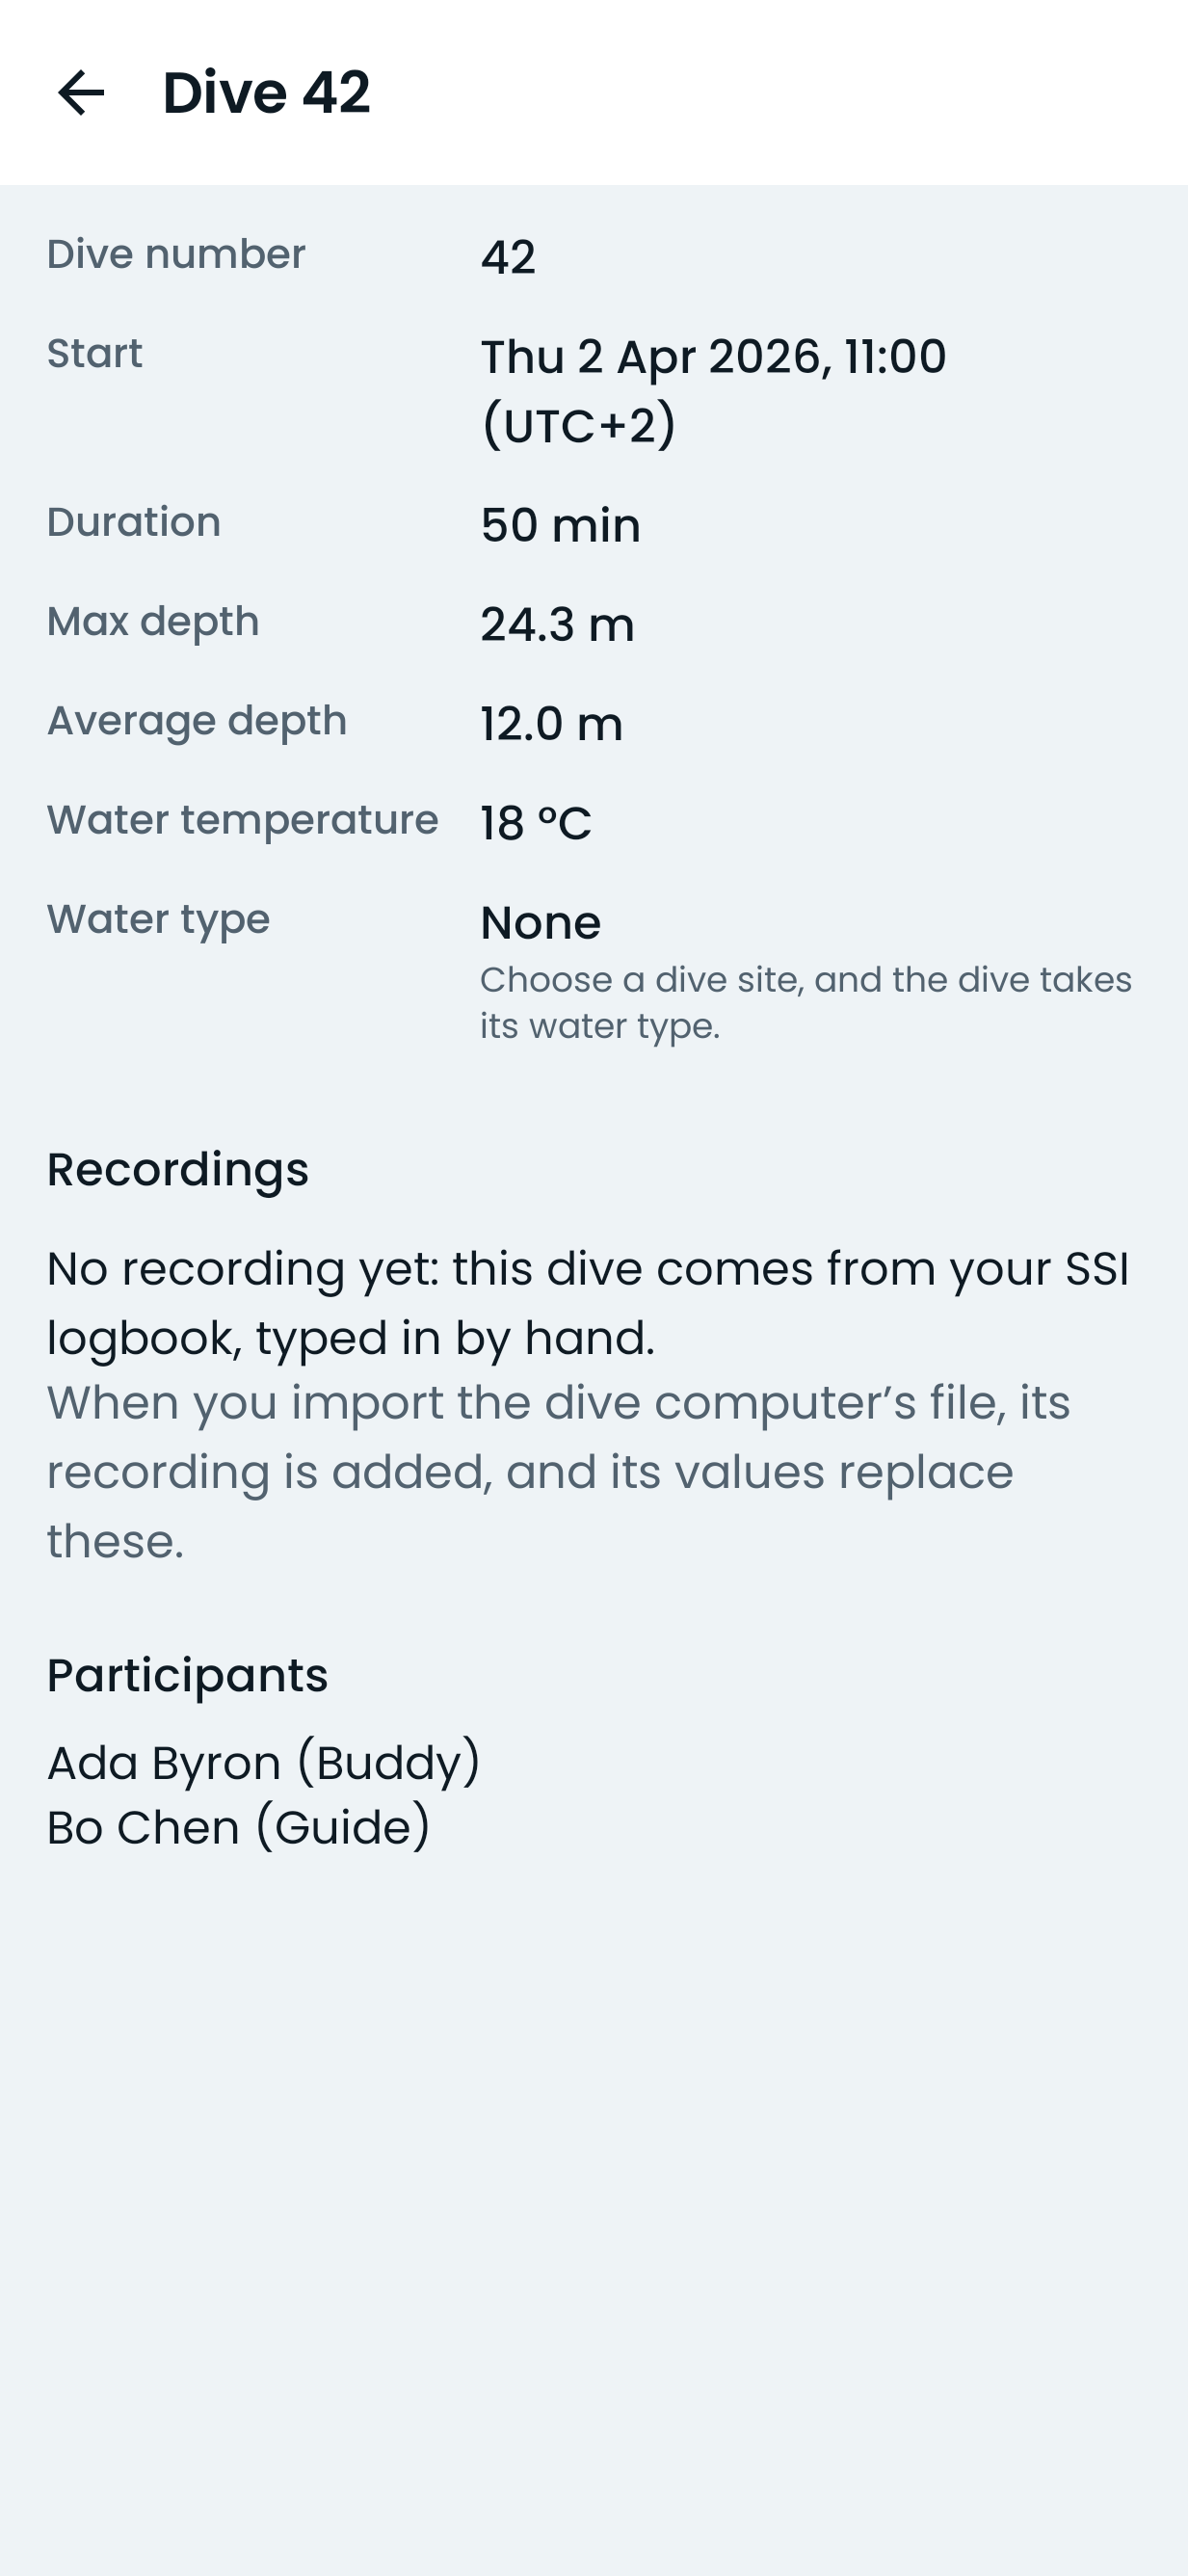 Dive 42
Dive number 42
Start Thu 2 Apr 2026, 11:00
(UTC+2)
Duration 50 min
Max depth 24.3 m
Average depth 12.0 m
Water temperature 18 °C
Water type None
Choose a dive site, and the dive takes
its water type.
Recordings
No recording yet: this dive comes from your SSI
logbook, typed in by hand.
When you import the dive computer’s file, its
recording is added, and its values replace
these.
Participants
Ada Byron (Buddy)
Bo Chen (Guide)